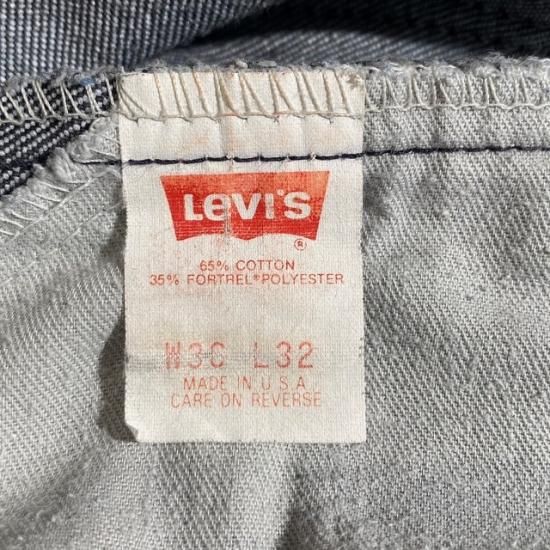 Levi's
®
65% COTTON
35% FORTREL® POLYESTER
W36 L32
MADE IN U.S.A
CARE ON REVERSE